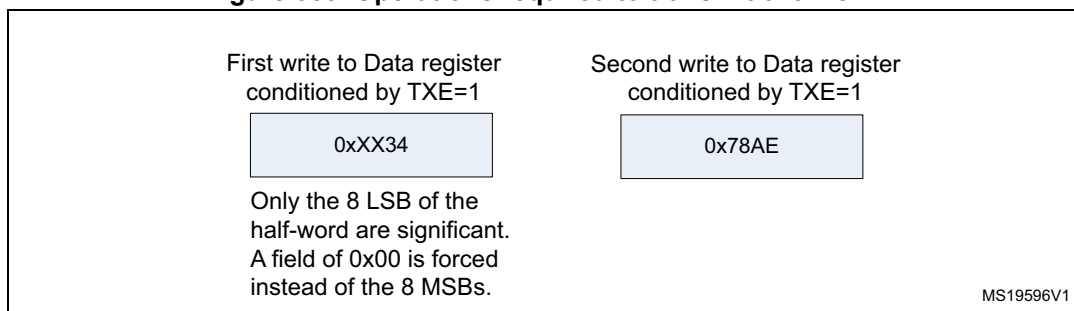 First write to Data register
conditioned by TXE=1
0xXX34
Only the 8 LSB of the
half-word are significant.
A field of 0x00 is forced
instead of the 8 MSBs.
Second write to Data register
conditioned by TXE=1
0x78AE
MS19596V1